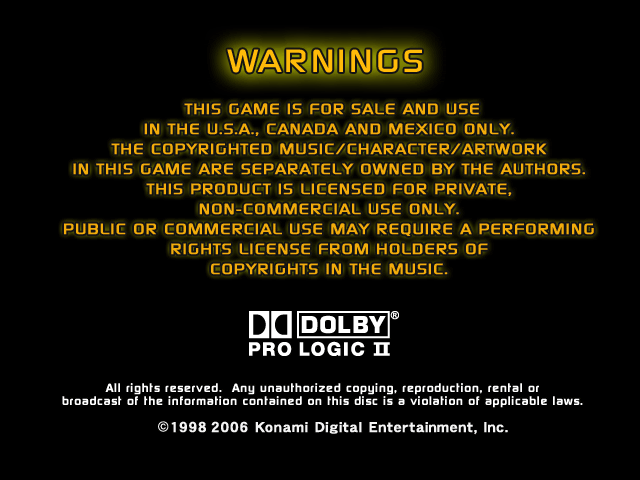 WARNINGS
THIS GAME IS FOR SALE AND USE
IN THE U.S.A., CANADA AND MEXICO ONLY.
THE COPYRIGHTED MUSIC/CHARACTER/ARTWORK
IN THIS GAME ARE SEPARATELY OWNED BY THE AUTHORS.
THIS PRODUCT IS LICENSED FOR PRIVATE,
NON-COMMERCIAL USE ONLY.
PUBLIC OR COMMERCIAL USE MAY REQUIRE A PERFORMING
RIGHTS LICENSE FROM HOLDERS OF
COPYRIGHTS IN THE MUSIC.
DOLBY®
PRO LOGIC II
All rights reserved. Any unauthorized copying, reproduction, rental or
broadcast of the information contained on this disc is a violation of applicable laws.
©1998 2006 Konami Digital Entertainment, Inc.